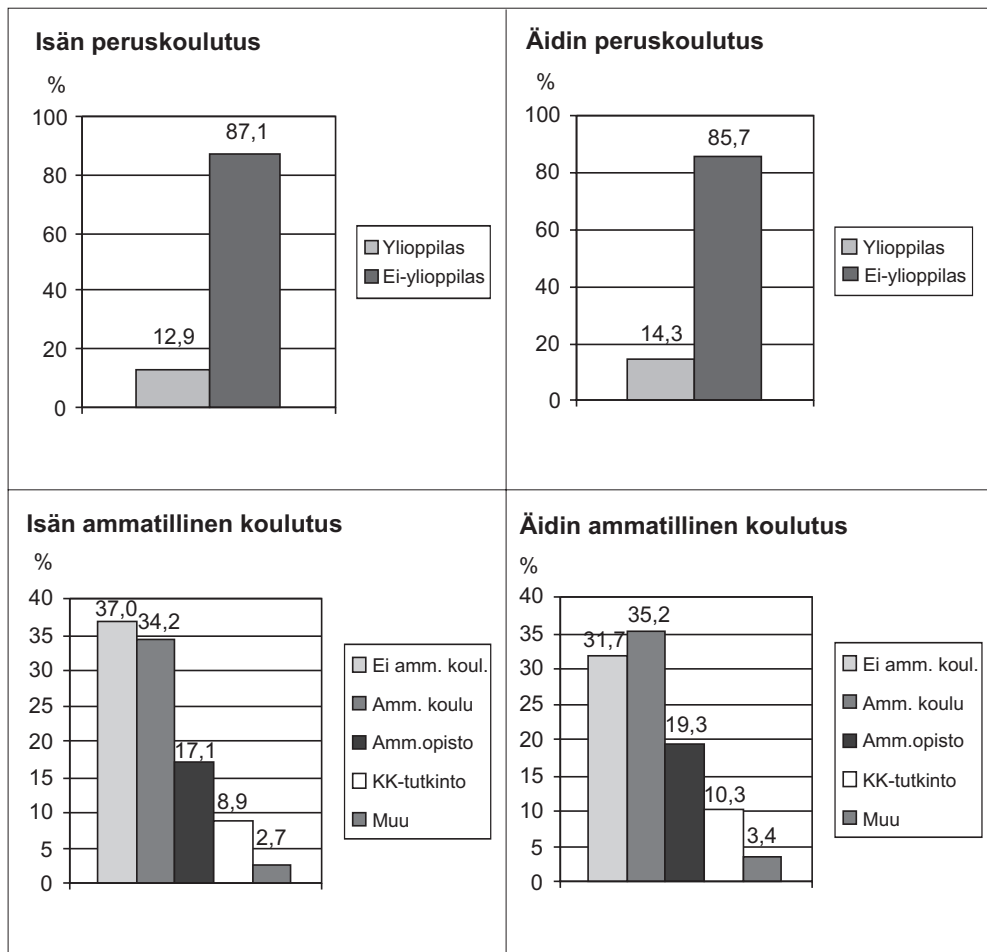 Isän peruskoulutus
%
100
80
60
40
20
0
12,9
87,1
Ylioppilas
Ei-ylioppilas
Äidin peruskoulutus
%
100
80
60
40
20
0
14,3
85,7
Ylioppilas
Ei-ylioppilas
Isän ammatillinen koulutus
%
40
35
30
25
20
15
10
5
0
37,0
34,2
17,1
8,9
2,7
Ei amm. koul.
Amm. koulu
Amm.opisto
KK-tutkinto
Muu
Äidin ammatillinen koulutus
%
40
35
30
25
20
15
10
5
0
31,7
35,2
19,3
10,3
3,4
Ei amm. koul.
Amm. koulu
Amm.opisto
KK-tutkinto
Muu